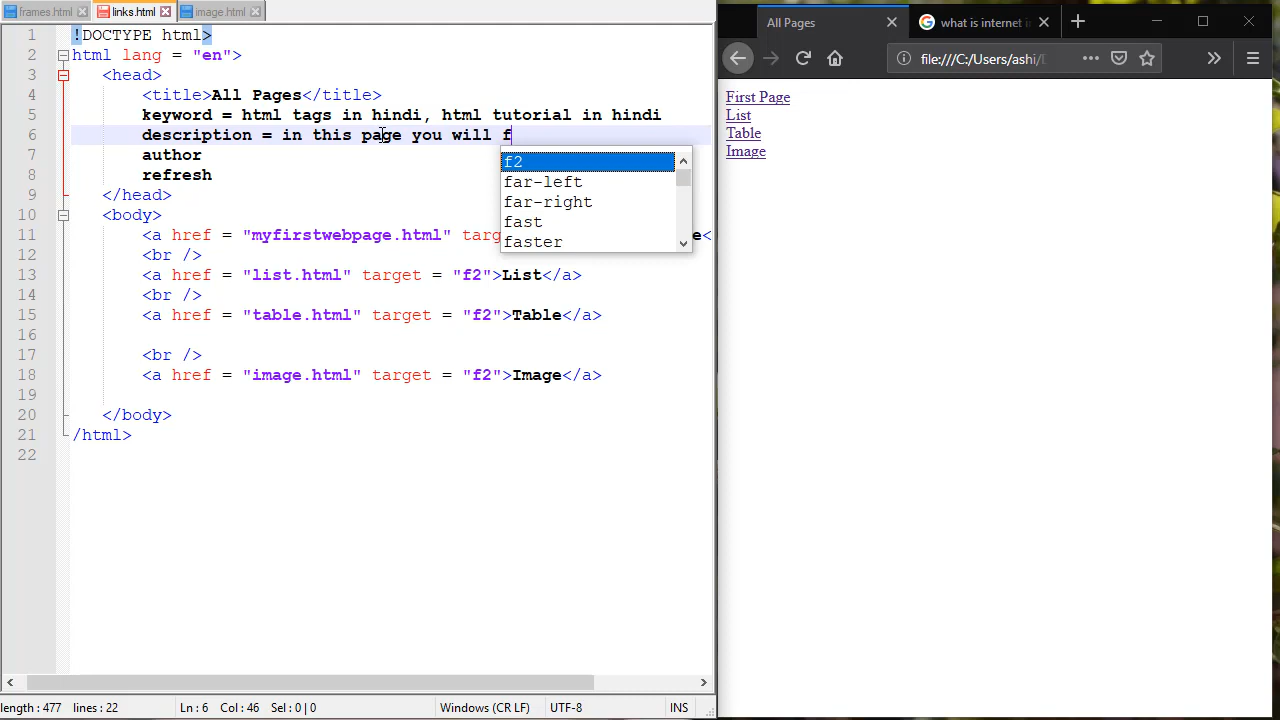 frames.html
links.html
image.html
All Pages
what is internet in
file:///C:/Users/ashi/
1 !DOCTYPE html>
2 html lang = "en">
3 <head>
4 <title>All Pages</title>
5 keyword = html tags in hindi, html tutorial in hindi
6 description = in this page you will f
7 author
8 refresh
9 </head>
10 <body>
11 <a href = "myfirstwebpage.html"
12 <br />
13 <a href = "list.html" target = "f2">List</a>
14 <br />
15 <a href = "table.html" target = "f2">Table</a>
16
17 <br />
18 <a href = "image.html" target = "f2">Image</a>
19
20 </body>
21 /html>
22
f2
far-left
far-right
fast
faster
First Page
List
Table
Image
length : 477 lines : 22
Ln : 6 Col : 46 Sel : 0 | 0
Windows (CR LF)
UTF-8
INS